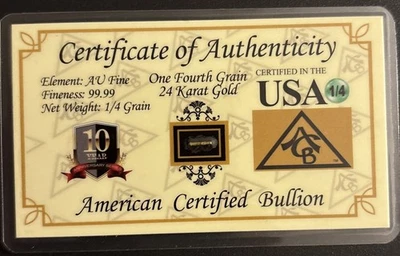 Certificate of Authenticity
Element: AU Fine
Fineness: 99.99
Net Weight: 1/4 Grain
One Fourth Grain
24 Karat Gold
CERTIFIED IN THE
USA 1/4
10
YEAR
ACB
American Certified Bullion